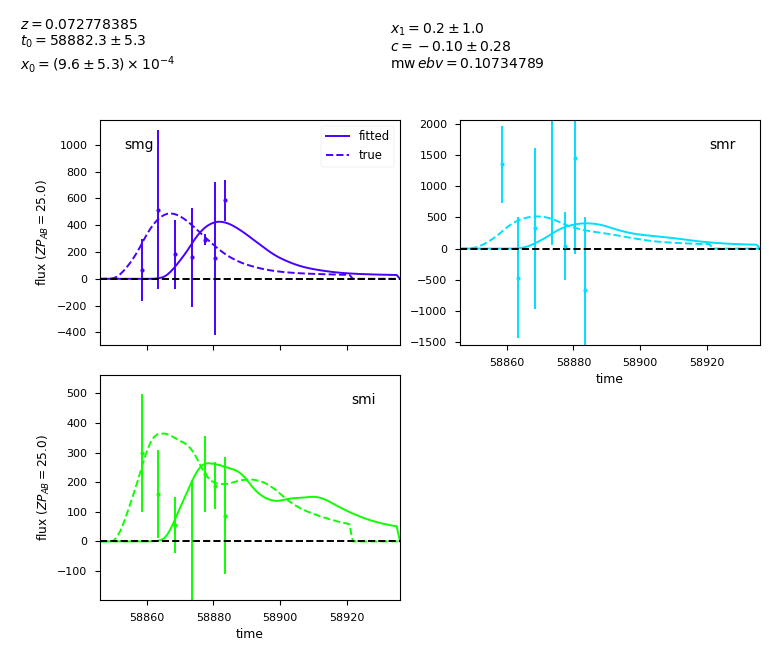 z = 0.072778385
t₀ = 58882.3 ± 5.3
x₀ = (9.6 ± 5.3) × 10⁻⁴
x₁ = 0.2 ± 1.0
c = −0.10 ± 0.28
mw ebv = 0.10734789
smg
fitted
true
1000
800
600
400
200
0
−200
−400
flux (ZP_AB = 25.0)
smr
2000
1500
1000
500
0
−500
−1000
−1500
58860 58880 58900 58920
time
smi
500
400
300
200
100
0
−100
flux (ZP_AB = 25.0)
58860 58880 58900 58920
time